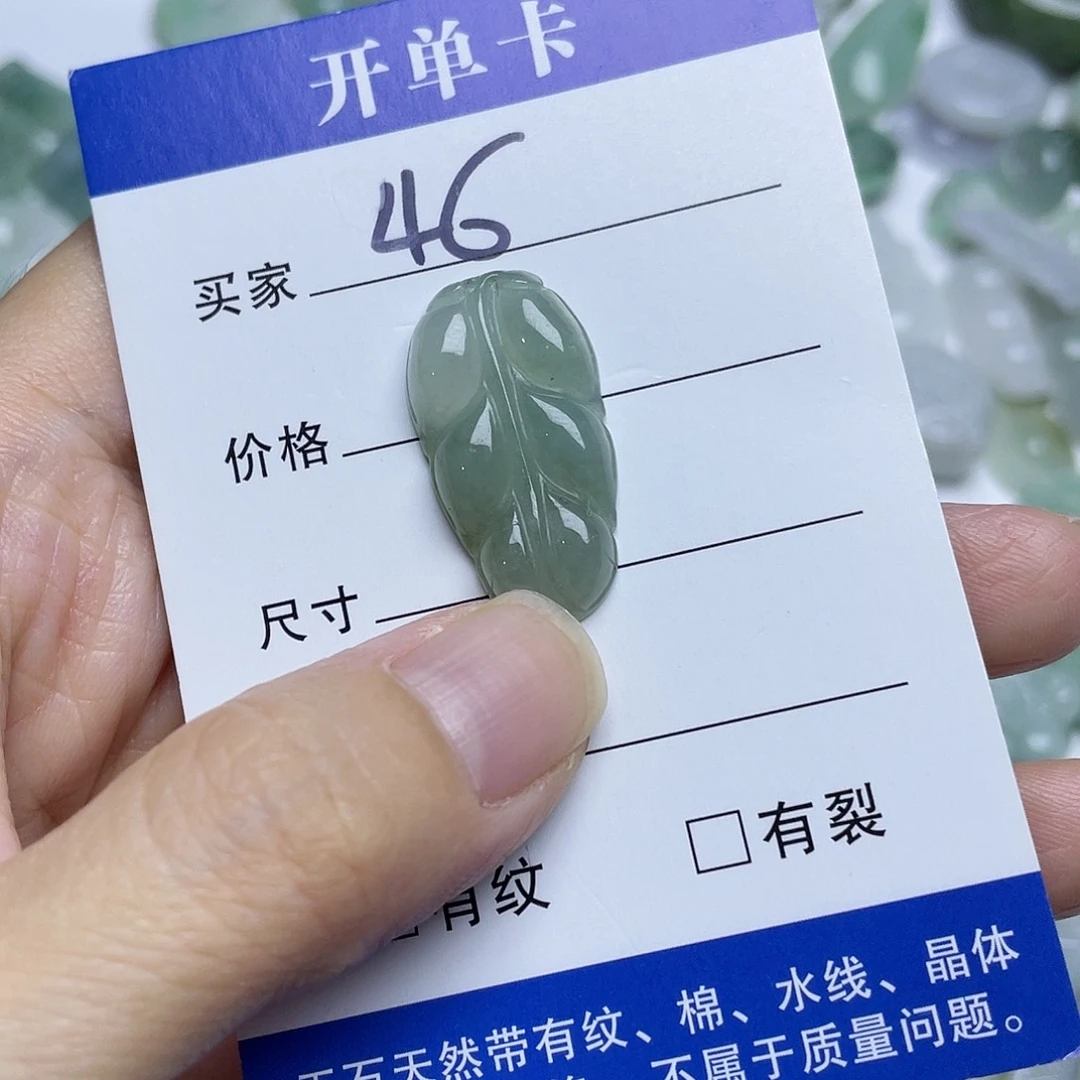 开单卡
46
买家
价格
尺寸
有纹
□有裂
石天然带有纹、棉、水线、晶体
不属于质量问题。